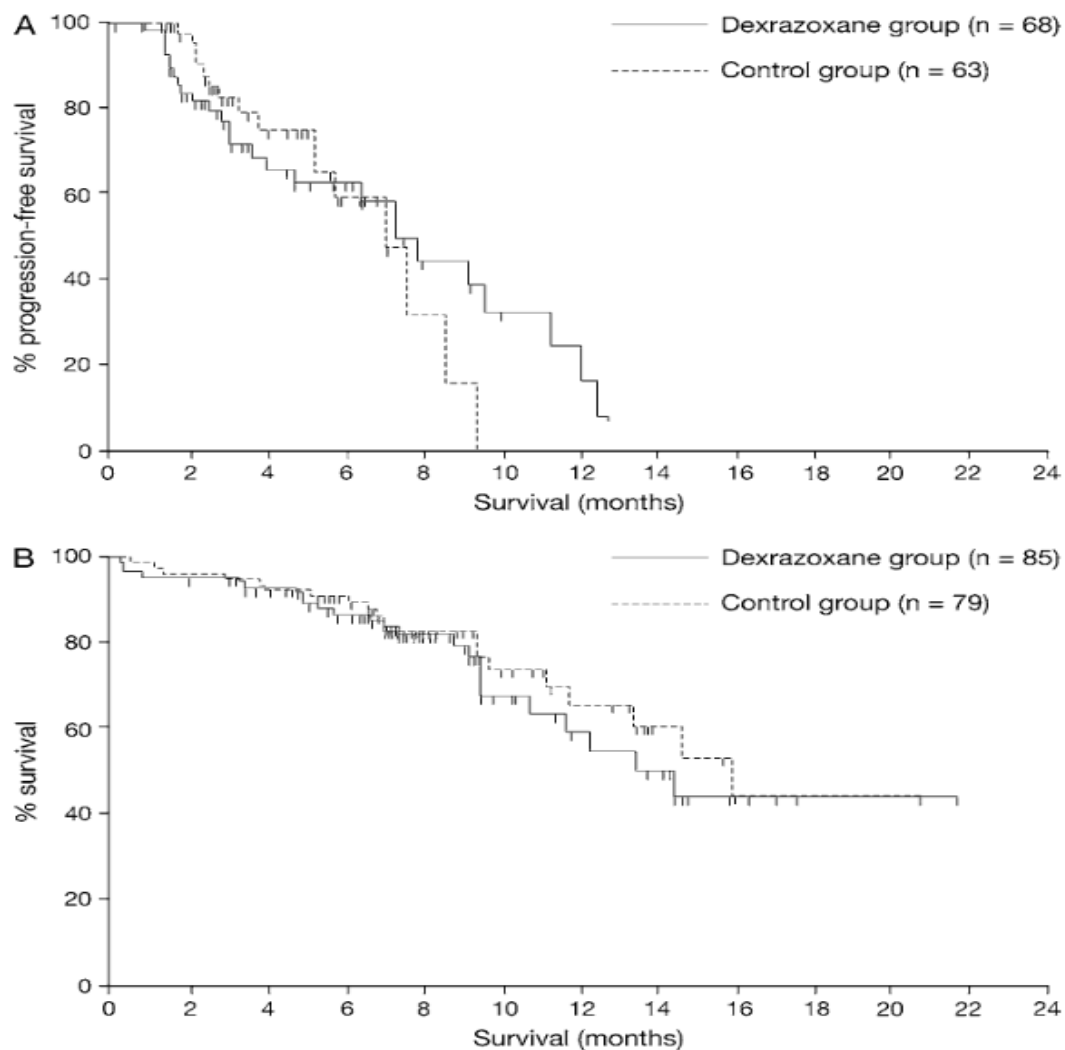 A
Dexrazoxane group (n = 68)
Control group (n = 63)
% progression-free survival
100
80
60
40
20
0
0 2 4 6 8 10 12 14 16 18 20 22 24
Survival (months)
B
Dexrazoxane group (n = 85)
Control group (n = 79)
% survival
100
80
60
40
20
0
0 2 4 6 8 10 12 14 16 18 20 22 24
Survival (months)